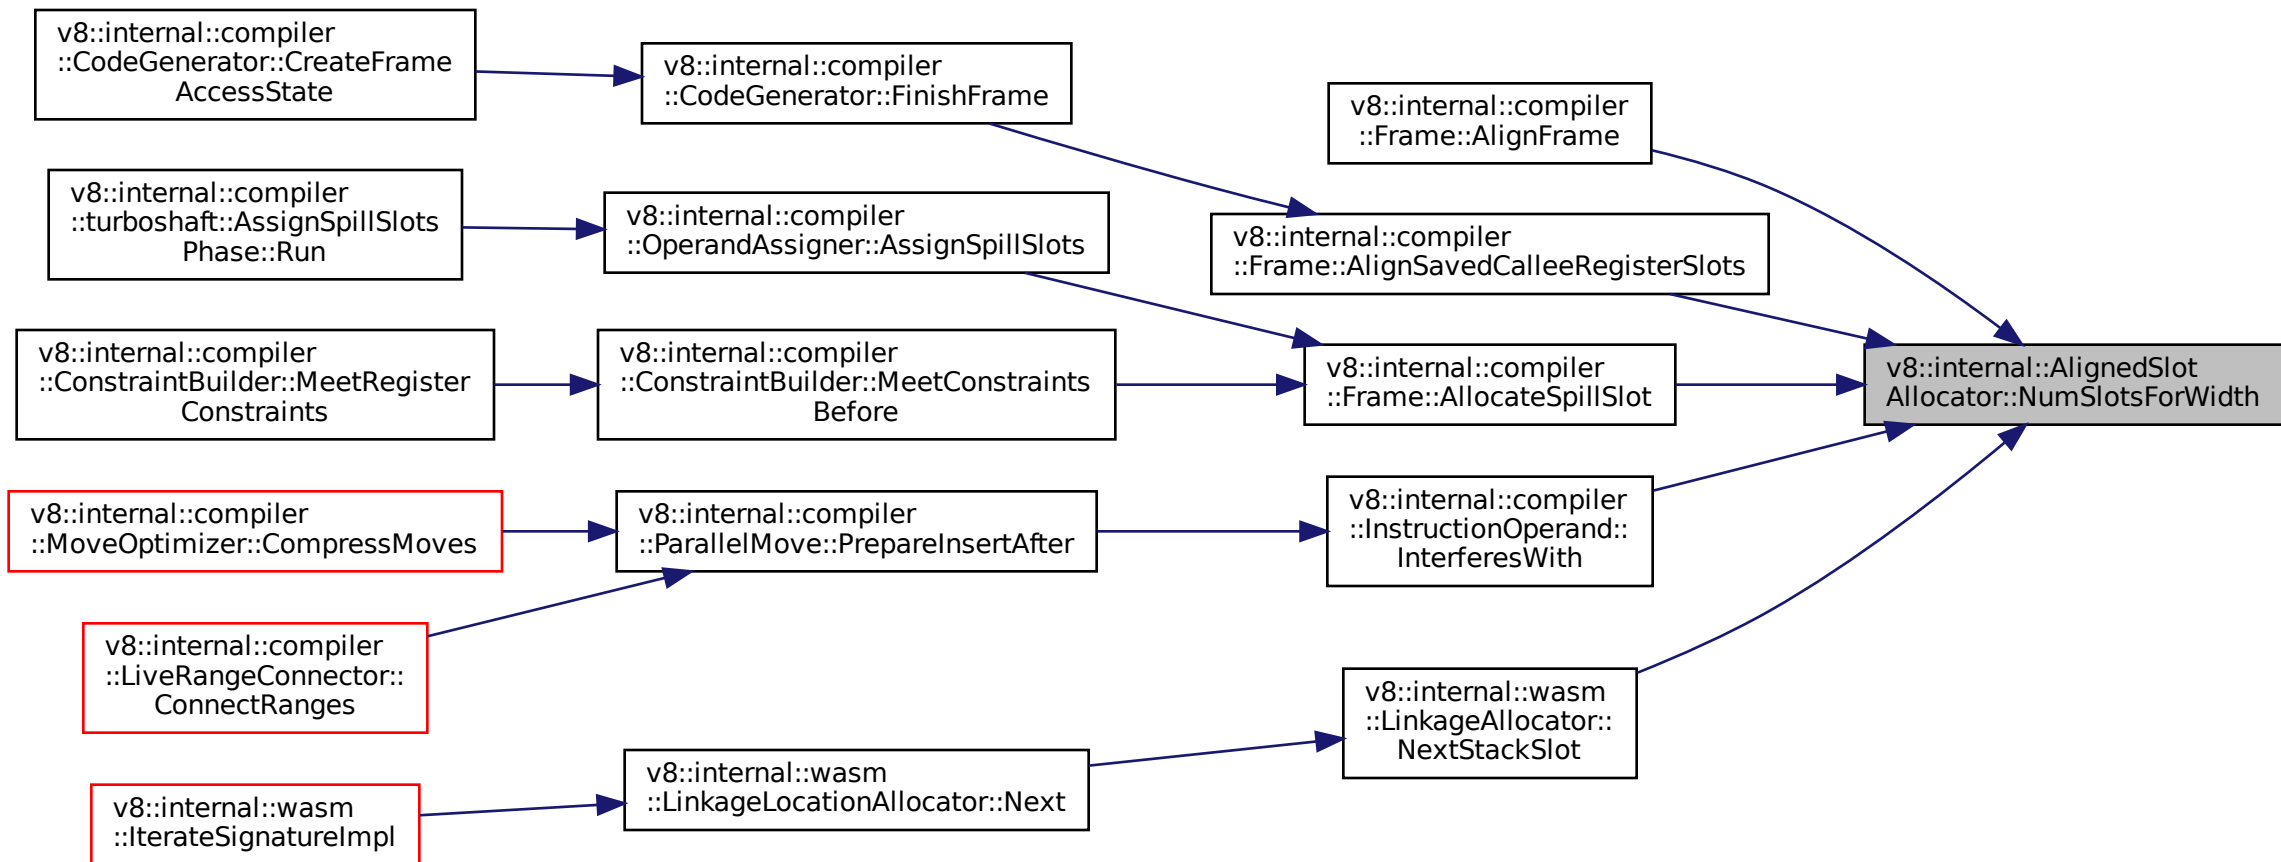 v8::internal::compiler
::CodeGenerator::CreateFrame
AccessState
v8::internal::compiler
::CodeGenerator::FinishFrame
v8::internal::compiler
::Frame::AlignFrame
v8::internal::compiler
::turboshaft::AssignSpillSlots
Phase::Run
v8::internal::compiler
::OperandAssigner::AssignSpillSlots
v8::internal::compiler
::Frame::AlignSavedCalleeRegisterSlots
v8::internal::compiler
::ConstraintBuilder::MeetRegister
Constraints
v8::internal::compiler
::ConstraintBuilder::MeetConstraints
Before
v8::internal::compiler
::Frame::AllocateSpillSlot
v8::internal::AlignedSlot
Allocator::NumSlotsForWidth
v8::internal::compiler
::MoveOptimizer::CompressMoves
v8::internal::compiler
::ParallelMove::PrepareInsertAfter
v8::internal::compiler
::InstructionOperand::
InterferesWith
v8::internal::compiler
::LiveRangeConnector::
ConnectRanges
v8::internal::wasm
::LinkageAllocator::
NextStackSlot
v8::internal::wasm
::LinkageLocationAllocator::Next
v8::internal::wasm
::IterateSignatureImpl